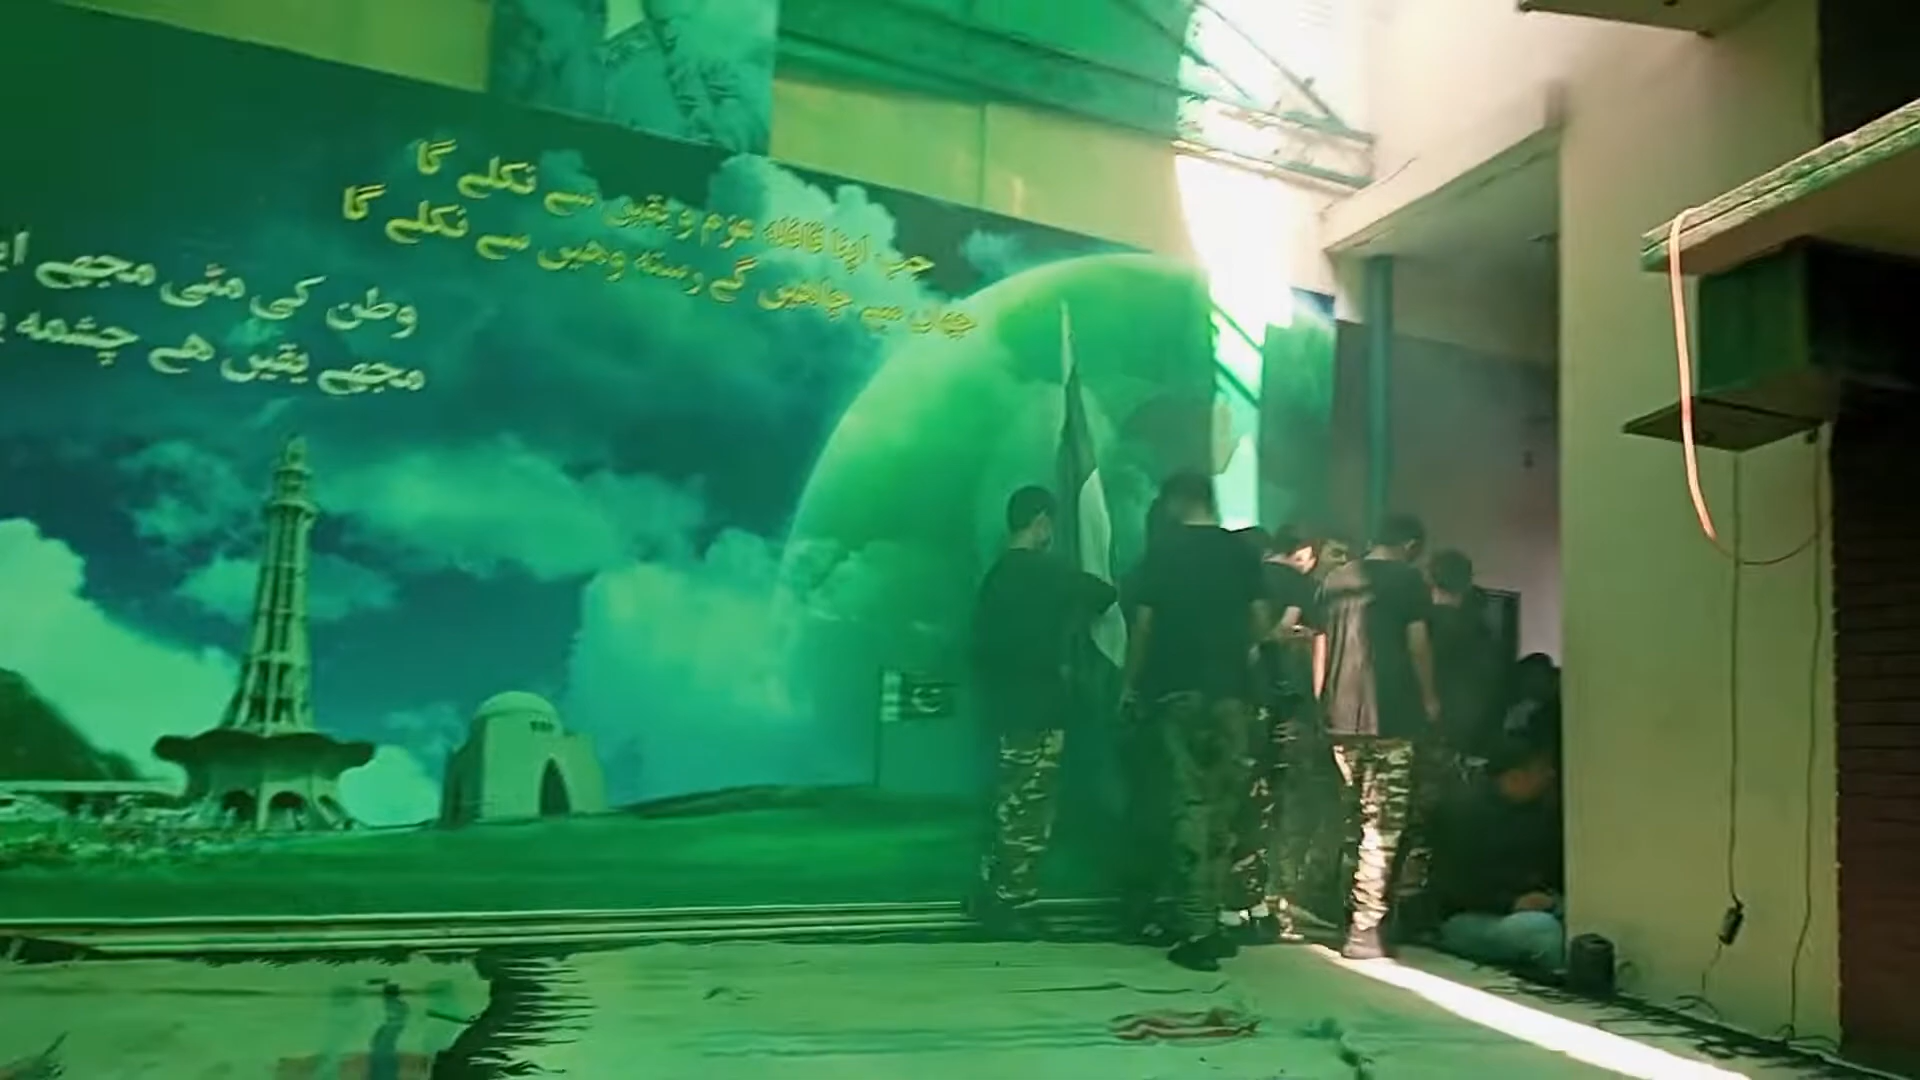 جب اپنا قافلہ عزم و یقیں سے نکلے گا
جہاں سے چاہیں گے رستہ وہیں سے نکلے گا
وطن کی مٹی مجھے
مجھے یقیں ہے چشمہ